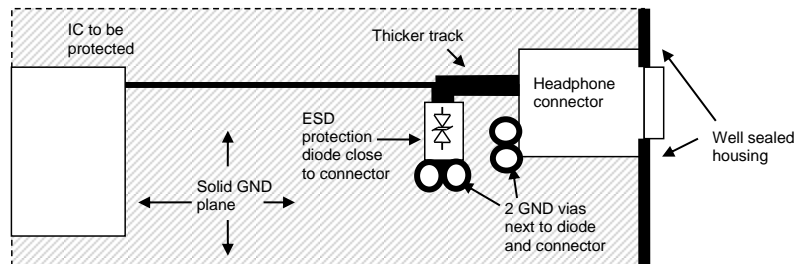 IC to be
protected
Thicker track
Headphone
connector
ESD
protection
diode close
to connector
Well sealed
housing
Solid GND
plane
2 GND vias
next to diode
and connector